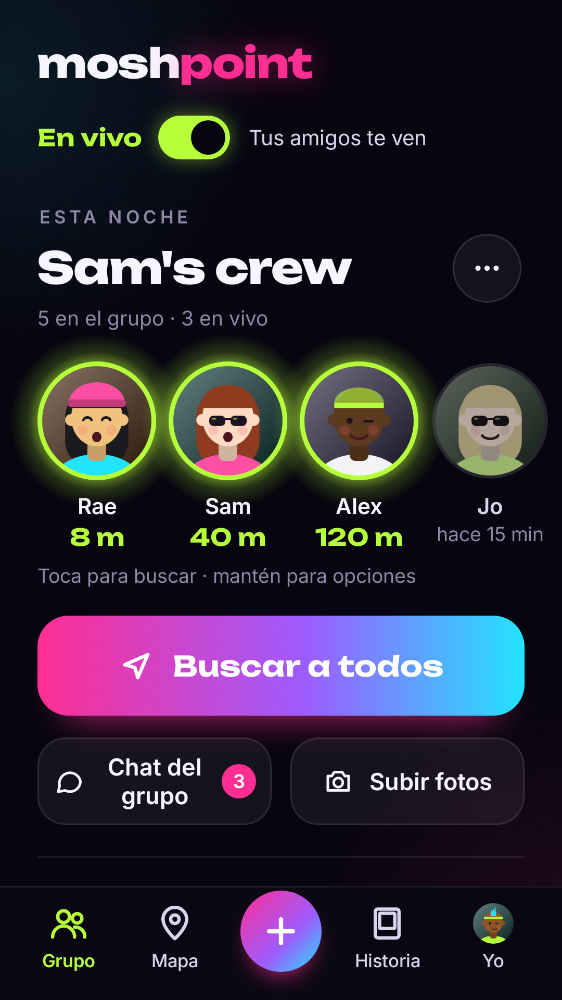 moshpoint
En vivo
Tus amigos te ven
ESTA NOCHE
Sam's crew
5 en el grupo · 3 en vivo
Rae
Sam
Alex
Jo
8 m
40 m
120 m
hace 15 min
Toca para buscar · mantén para opciones
Buscar a todos
Chat del
grupo
3
Subir fotos
Grupo
Mapa
Historia
Yo